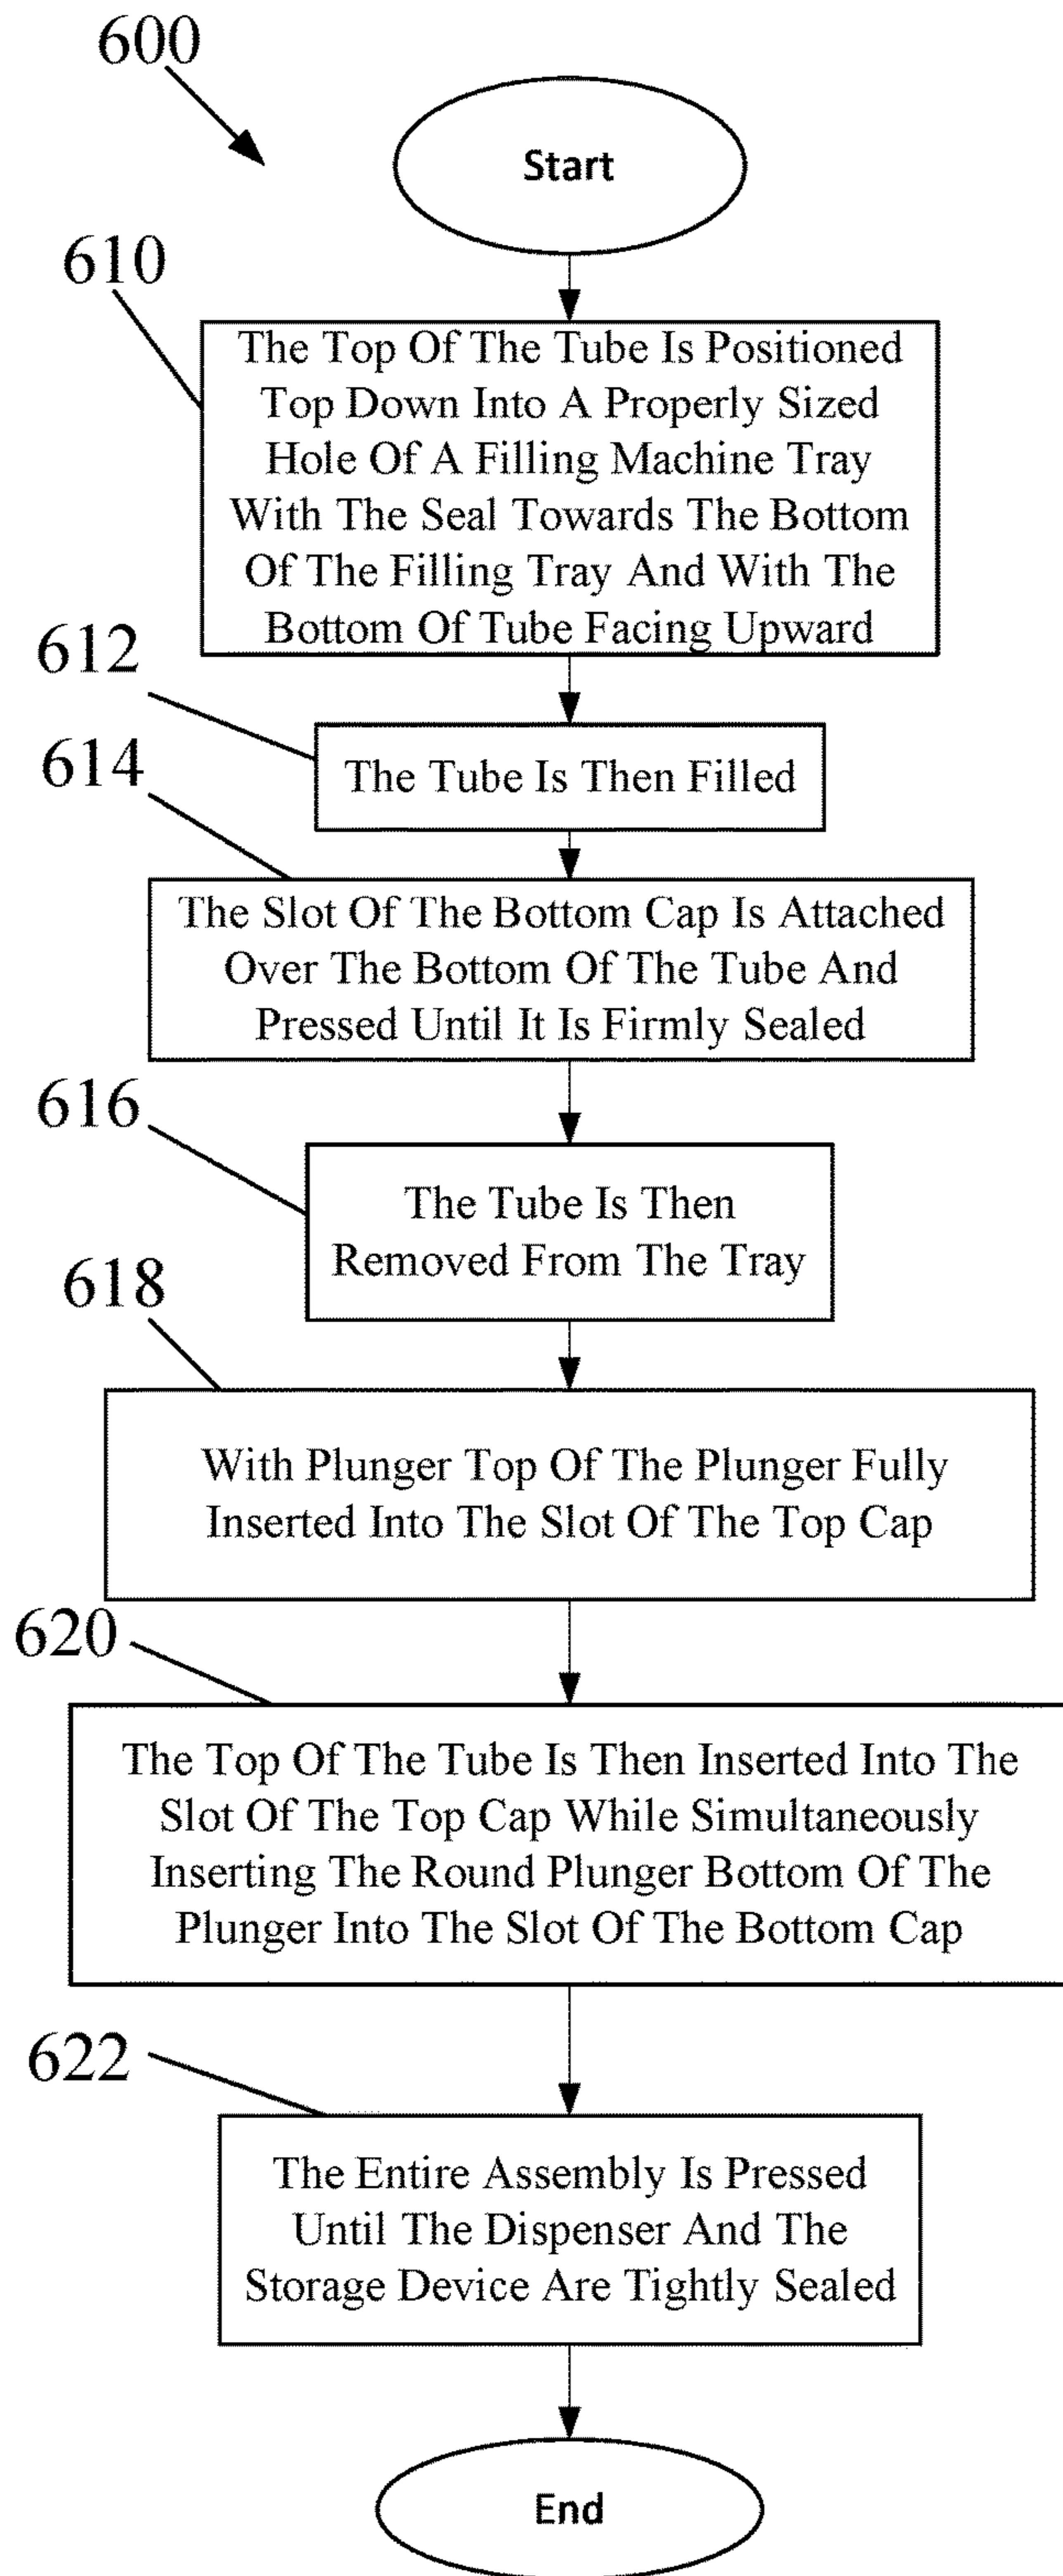 600
Start
610
The Top Of The Tube Is Positioned
Top Down Into A Properly Sized
Hole Of A Filling Machine Tray
With The Seal Towards The Bottom
Of The Filling Tray And With The
Bottom Of Tube Facing Upward
612
The Tube Is Then Filled
614
The Slot Of The Bottom Cap Is Attached
Over The Bottom Of The Tube And
Pressed Until It Is Firmly Sealed
616
The Tube Is Then
Removed From The Tray
618
With Plunger Top Of The Plunger Fully
Inserted Into The Slot Of The Top Cap
620
The Top Of The Tube Is Then Inserted Into The
Slot Of The Top Cap While Simultaneously
Inserting The Round Plunger Bottom Of The
Plunger Into The Slot Of The Bottom Cap
622
The Entire Assembly Is Pressed
Until The Dispenser And The
Storage Device Are Tightly Sealed
End